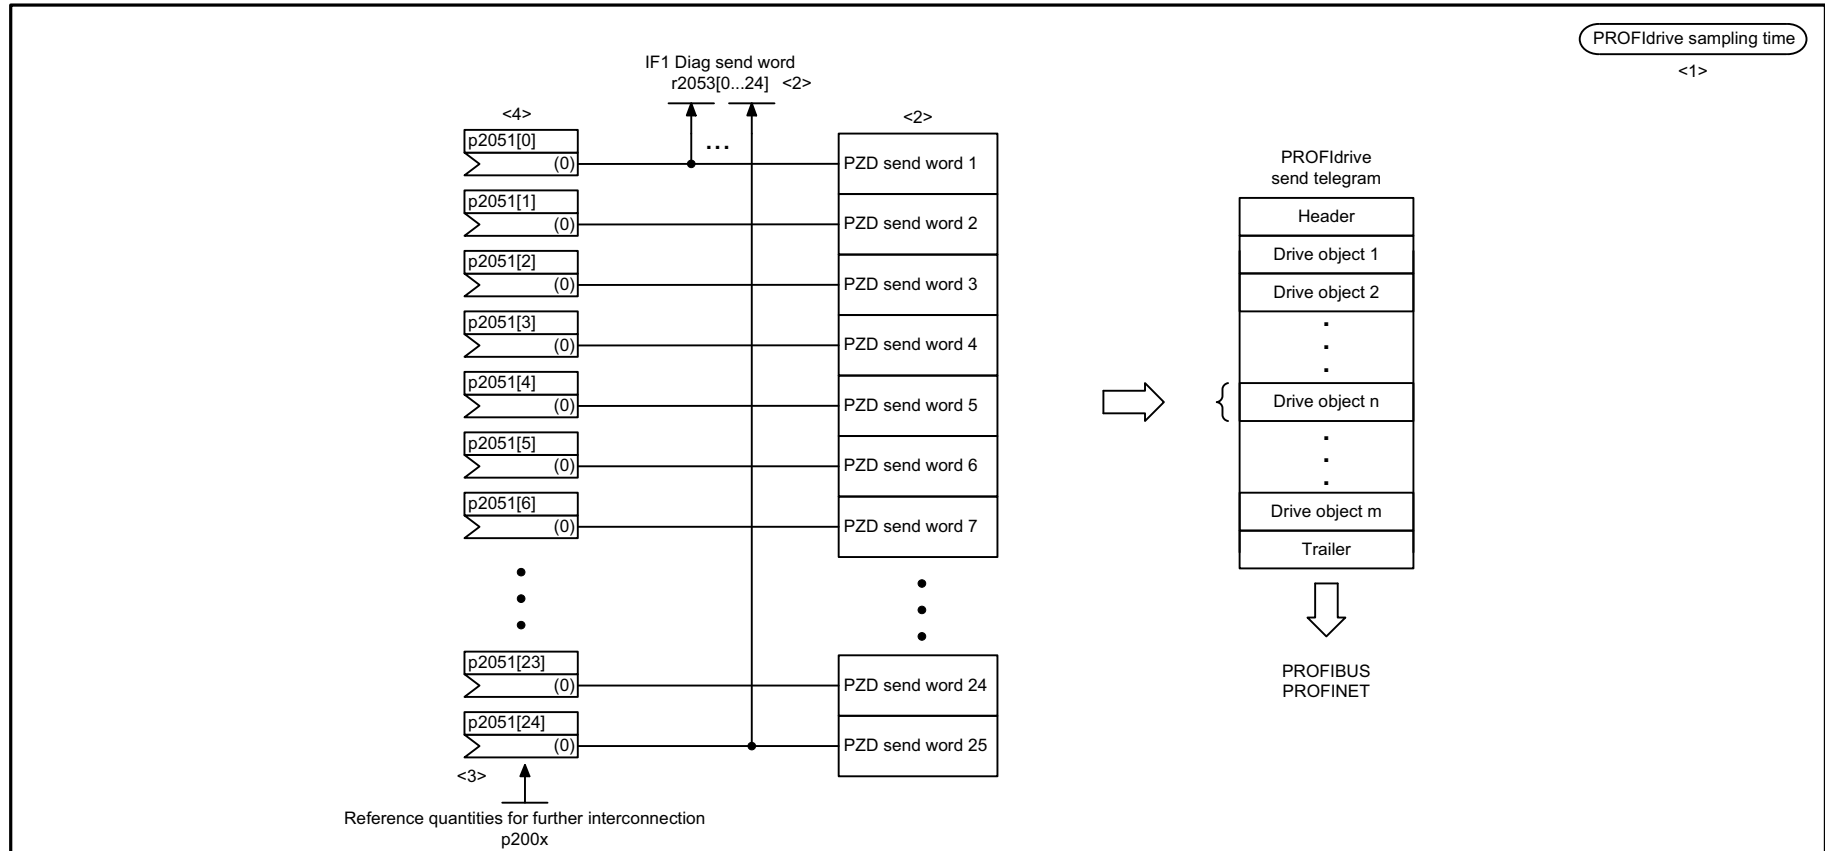 PROFIdrive sampling time
<1>
IF1 Diag send word
r2053[0...24] <2>
<4>
<2>
p2051[0]
(0)
PZD send word 1
p2051[1]
(0)
PZD send word 2
p2051[2]
(0)
PZD send word 3
p2051[3]
(0)
PZD send word 4
p2051[4]
(0)
PZD send word 5
p2051[5]
(0)
PZD send word 6
p2051[6]
(0)
PZD send word 7
p2051[23]
(0)
PZD send word 24
p2051[24]
(0)
PZD send word 25
<3>
Reference quantities for further interconnection
p200x
PROFIdrive
send telegram
Header
Drive object 1
Drive object 2
Drive object n
Drive object m
Trailer
PROFIBUS
PROFINET